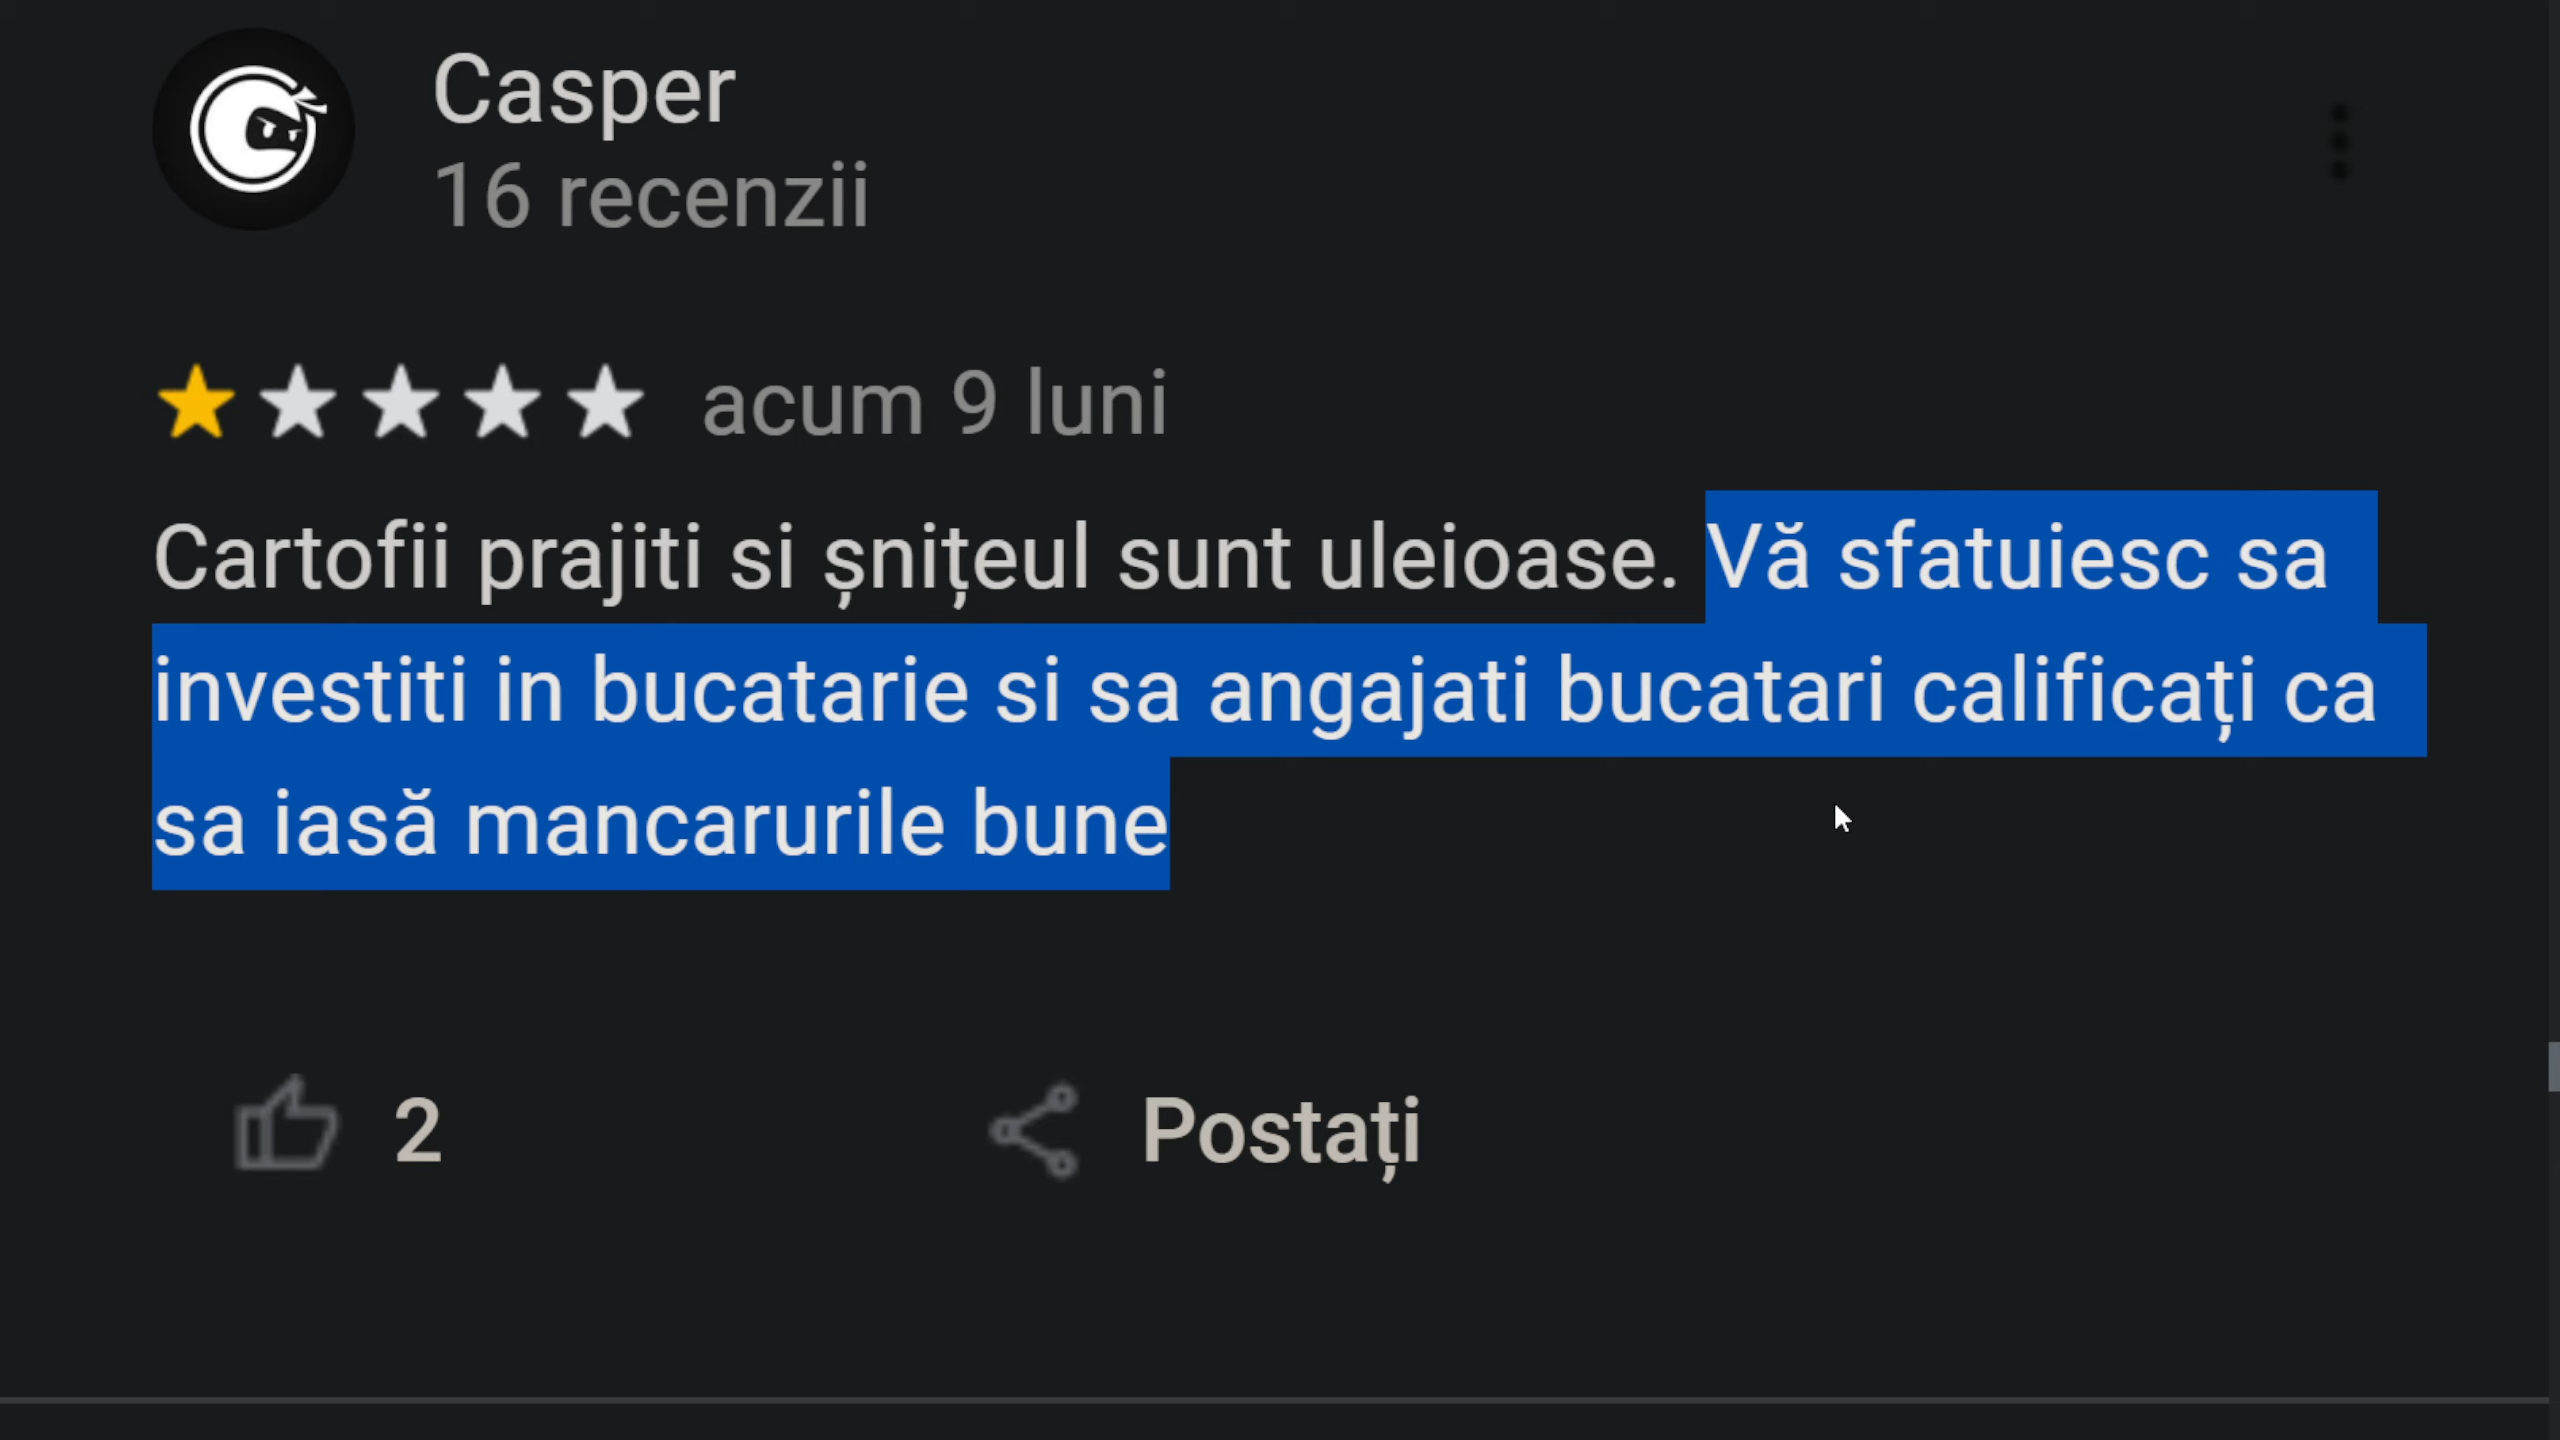 Casper
16 recenzii
acum 9 luni
Cartofii prajiti si șnițeul sunt uleioase. Vă sfatuiesc sa
investiti in bucatarie si sa angajati bucatari calificați ca
sa iasă mancarurile bune
2
Postați